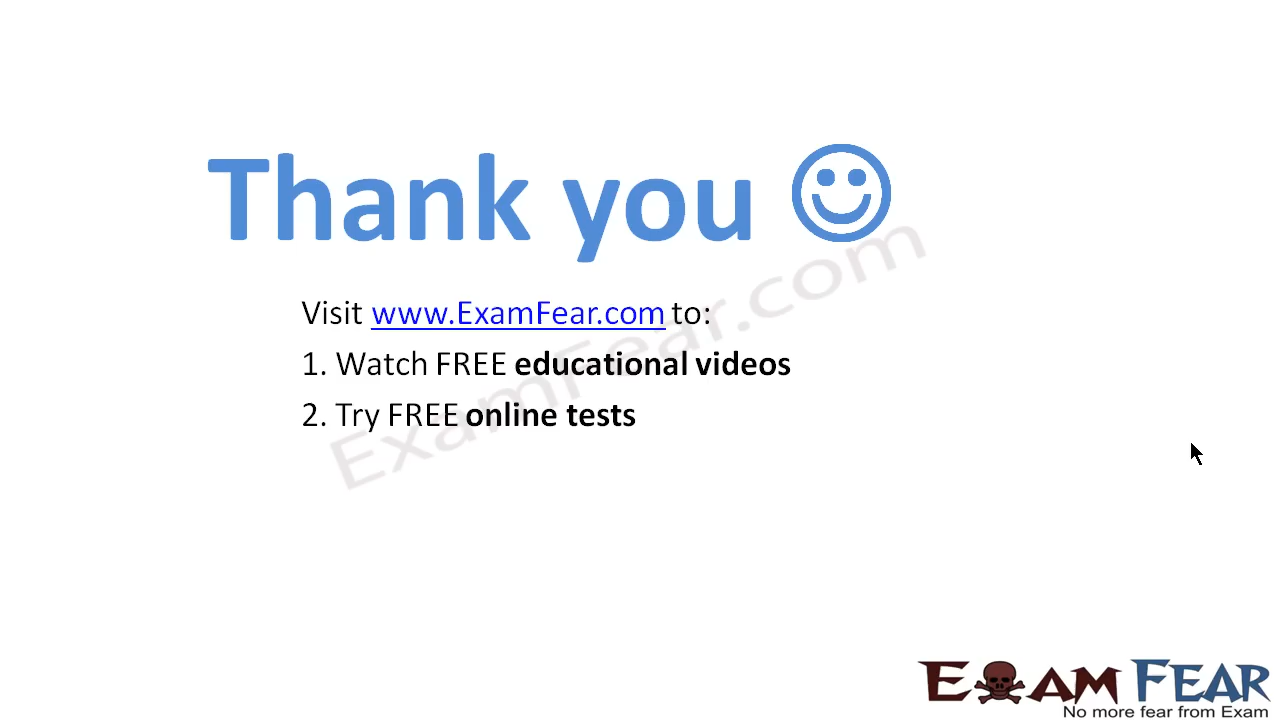 Thank you
Visit www.ExamFear.com to:
1. Watch FREE educational videos
2. Try FREE online tests
ExamFear.com
EXAM FEAR
No more fear from Exam